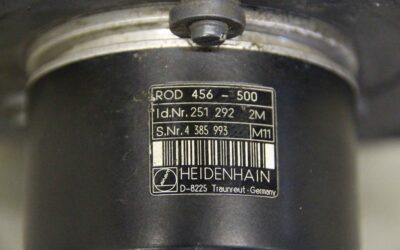 ROD 456 - 500
Id.Nr. 251 292 2M
S.Nr. 4 385 993 M11
HEIDENHAIN
D-8225 Traunreut - Germany